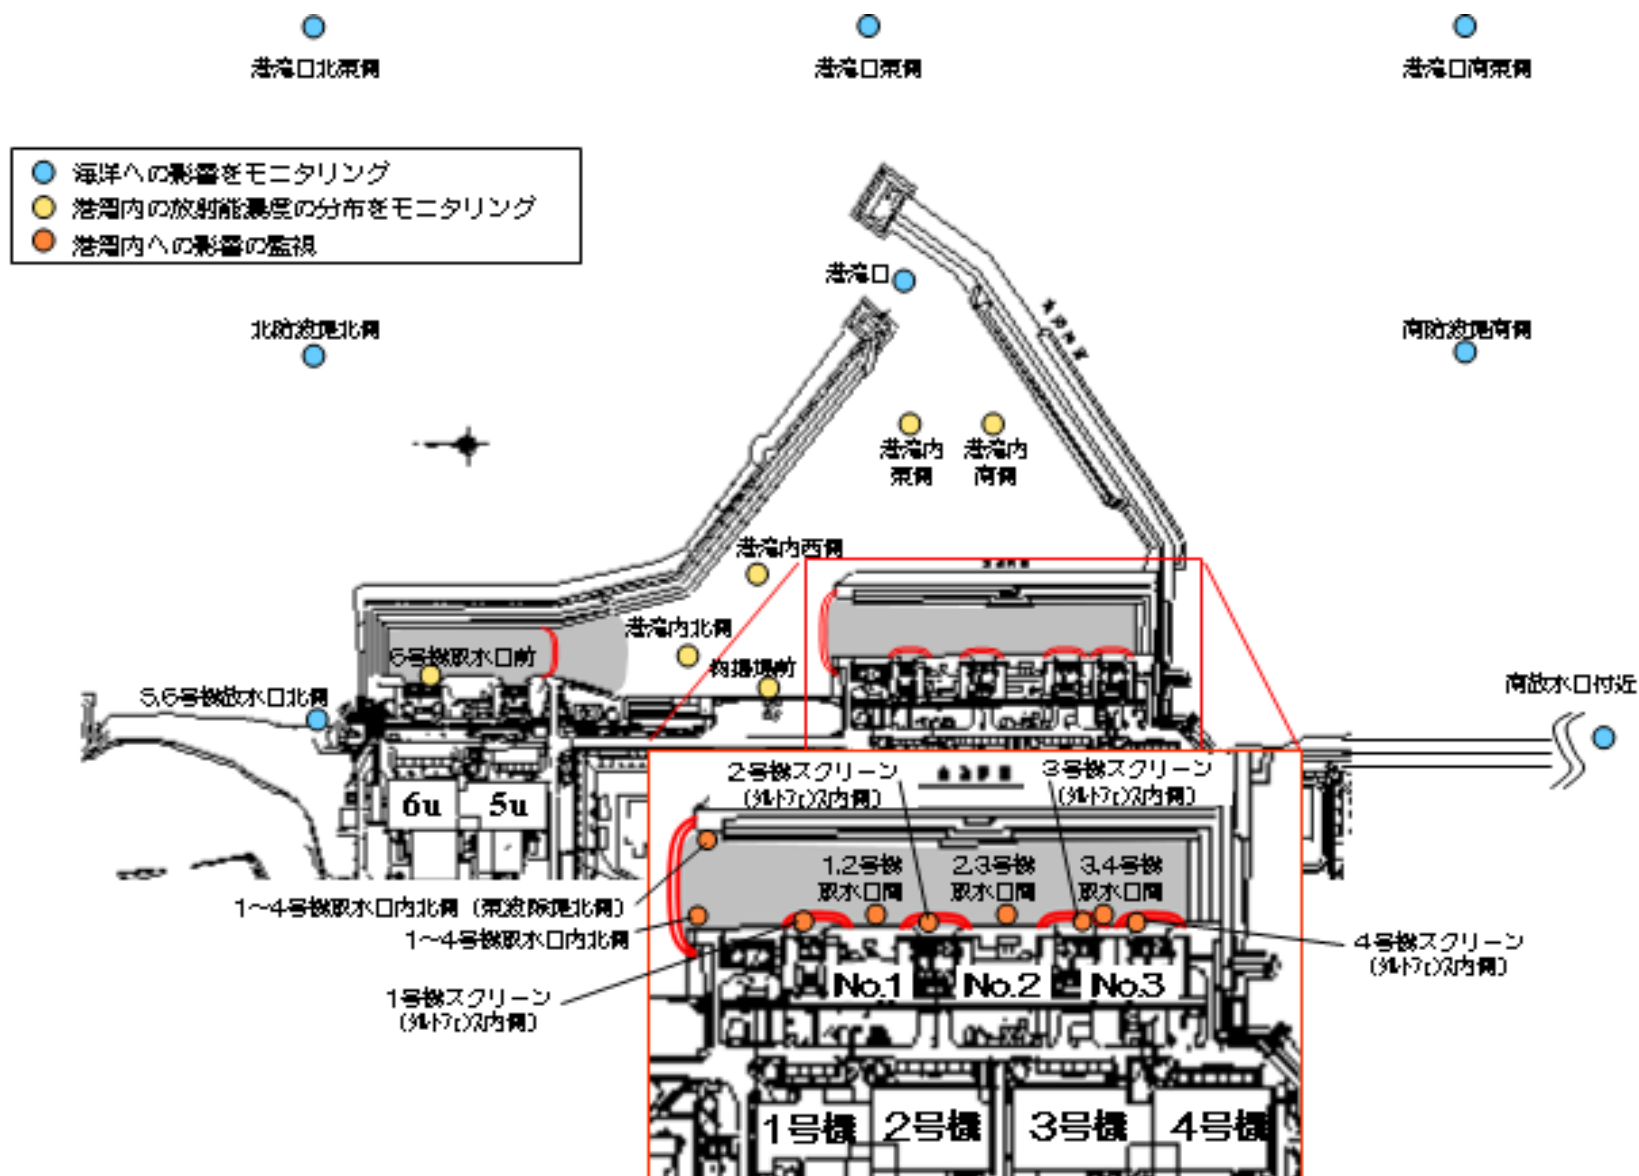 港湾口北東側
港湾口東側
港湾口南東側
海洋への影響をモニタリング
港湾内の放射能濃度の分布をモニタリング
港湾内への影響の監視
港湾口
北防波堤北側
南防波堤南側
港湾内
東側
港湾内
南側
港湾内西側
港湾内北側
6号機取水口前
物揚場前
5,6号機放水口北側
南放水口付近
6u
5u
2号機スクリーン
(シルトフェンス内側)
3号機スクリーン
(シルトフェンス内側)
1,2号機
取水口間
2,3号機
取水口間
3,4号機
取水口間
1～4号機取水口内北側(東波除堤北側)
1～4号機取水口内北側
4号機スクリーン
(シルトフェンス内側)
1号機スクリーン
(シルトフェンス内側)
No.1
No.2
No.3
1号機
2号機
3号機
4号機